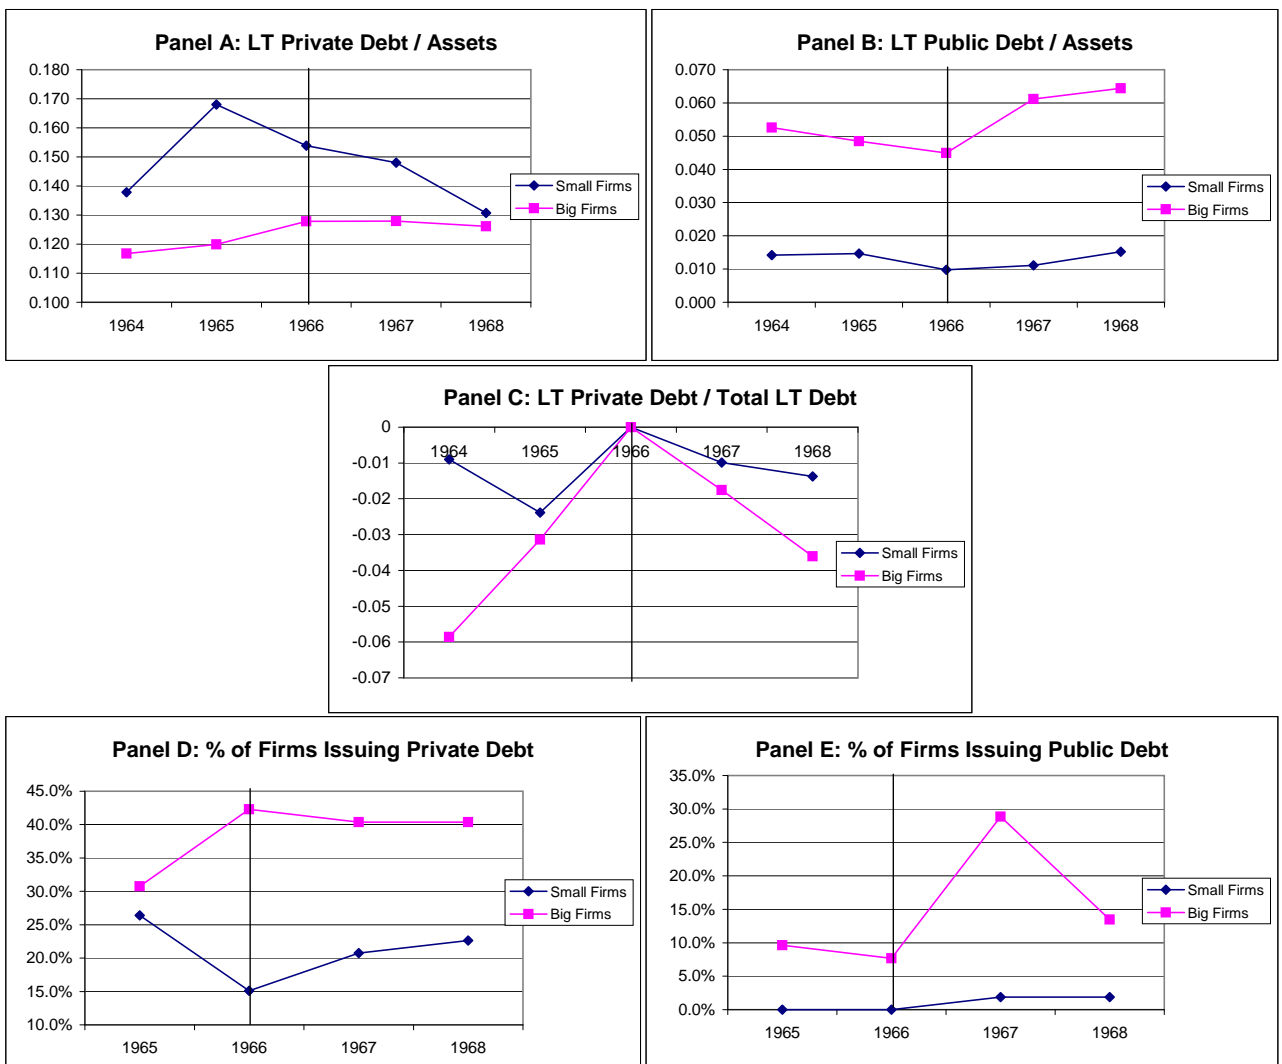 Panel A: LT Private Debt / Assets
0.180
0.170
0.160
0.150
0.140
0.130
0.120
0.110
0.100
1964 1965 1966 1967 1968
Small Firms
Big Firms
Panel B: LT Public Debt / Assets
0.070
0.060
0.050
0.040
0.030
0.020
0.010
0.000
1964 1965 1966 1967 1968
Small Firms
Big Firms
Panel C: LT Private Debt / Total LT Debt
0
-0.01
-0.02
-0.03
-0.04
-0.05
-0.06
-0.07
1964 1965 1966 1967 1968
Small Firms
Big Firms
Panel D: % of Firms Issuing Private Debt
45.0%
40.0%
35.0%
30.0%
25.0%
20.0%
15.0%
10.0%
1965 1966 1967 1968
Small Firms
Big Firms
Panel E: % of Firms Issuing Public Debt
35.0%
30.0%
25.0%
20.0%
15.0%
10.0%
5.0%
0.0%
1965 1966 1967 1968
Small Firms
Big Firms